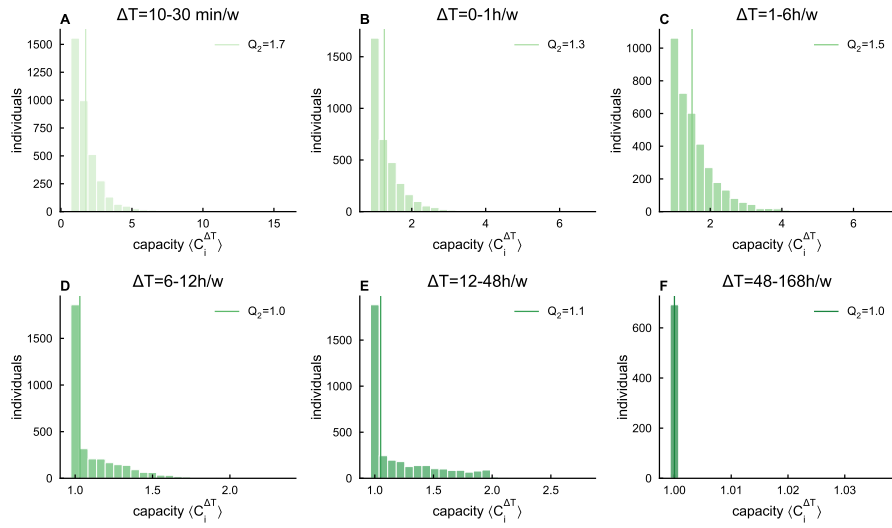 A ΔT=10-30 min/w
Q2=1.7
individuals
1500
1000
750
500
250
0
1250
0 5 10 15
capacity ⟨C_i^ΔT⟩
B ΔT=0-1h/w
Q2=1.3
individuals
1500
1000
500
0
2 4 6
capacity ⟨C_i^ΔT⟩
C ΔT=1-6h/w
Q2=1.5
individuals
1000
800
600
400
200
0
2 4 6
capacity ⟨C_i^ΔT⟩
D ΔT=6-12h/w
Q2=1.0
individuals
1500
1000
500
0
1.0 1.5 2.0
capacity ⟨C_i^ΔT⟩
E ΔT=12-48h/w
Q2=1.1
individuals
1500
1000
500
0
1.0 1.5 2.0 2.5
capacity ⟨C_i^ΔT⟩
F ΔT=48-168h/w
Q2=1.0
individuals
600
400
200
0
1.00 1.01 1.02 1.03
capacity ⟨C_i^ΔT⟩